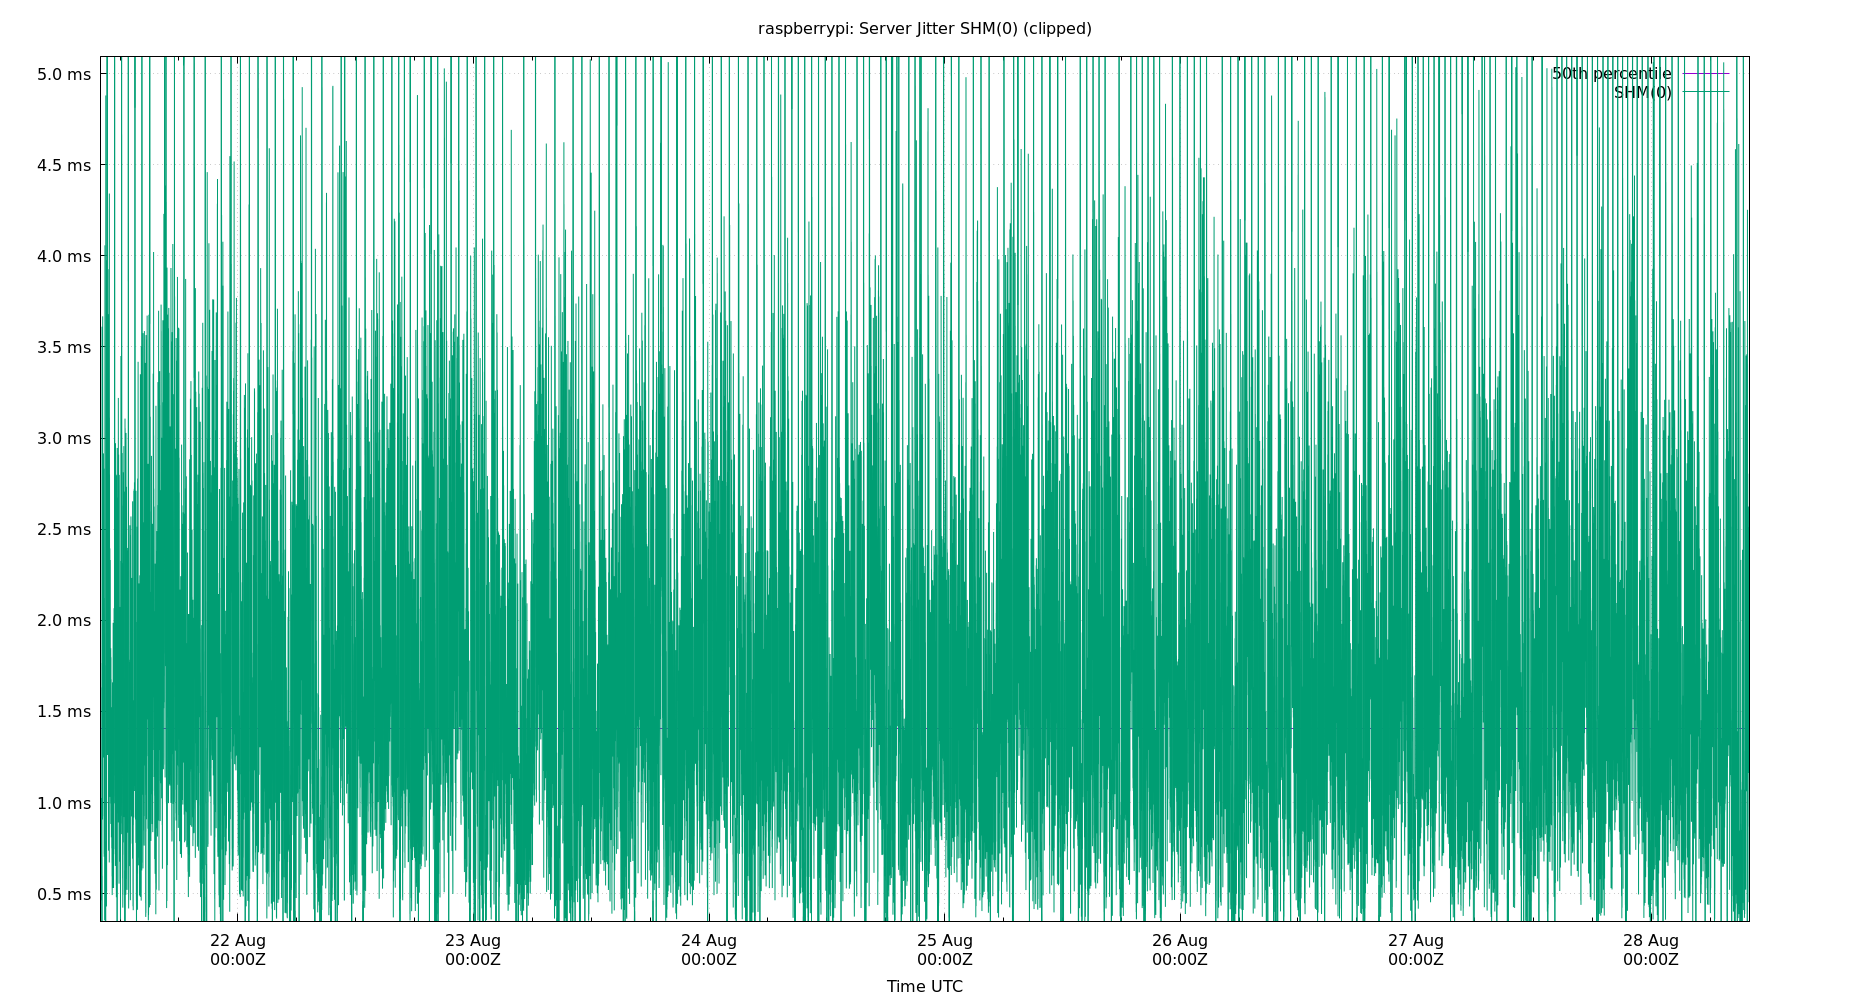 raspberrypi: Server Jitter SHM(0) (clipped)
50th percentile
SHM(0)
5.0 ms
4.5 ms
4.0 ms
3.5 ms
3.0 ms
2.5 ms
2.0 ms
1.5 ms
1.0 ms
0.5 ms
22 Aug 23 Aug 24 Aug 25 Aug 26 Aug 27 Aug 28 Aug
00:00Z 00:00Z 00:00Z 00:00Z 00:00Z 00:00Z 00:00Z
Time UTC